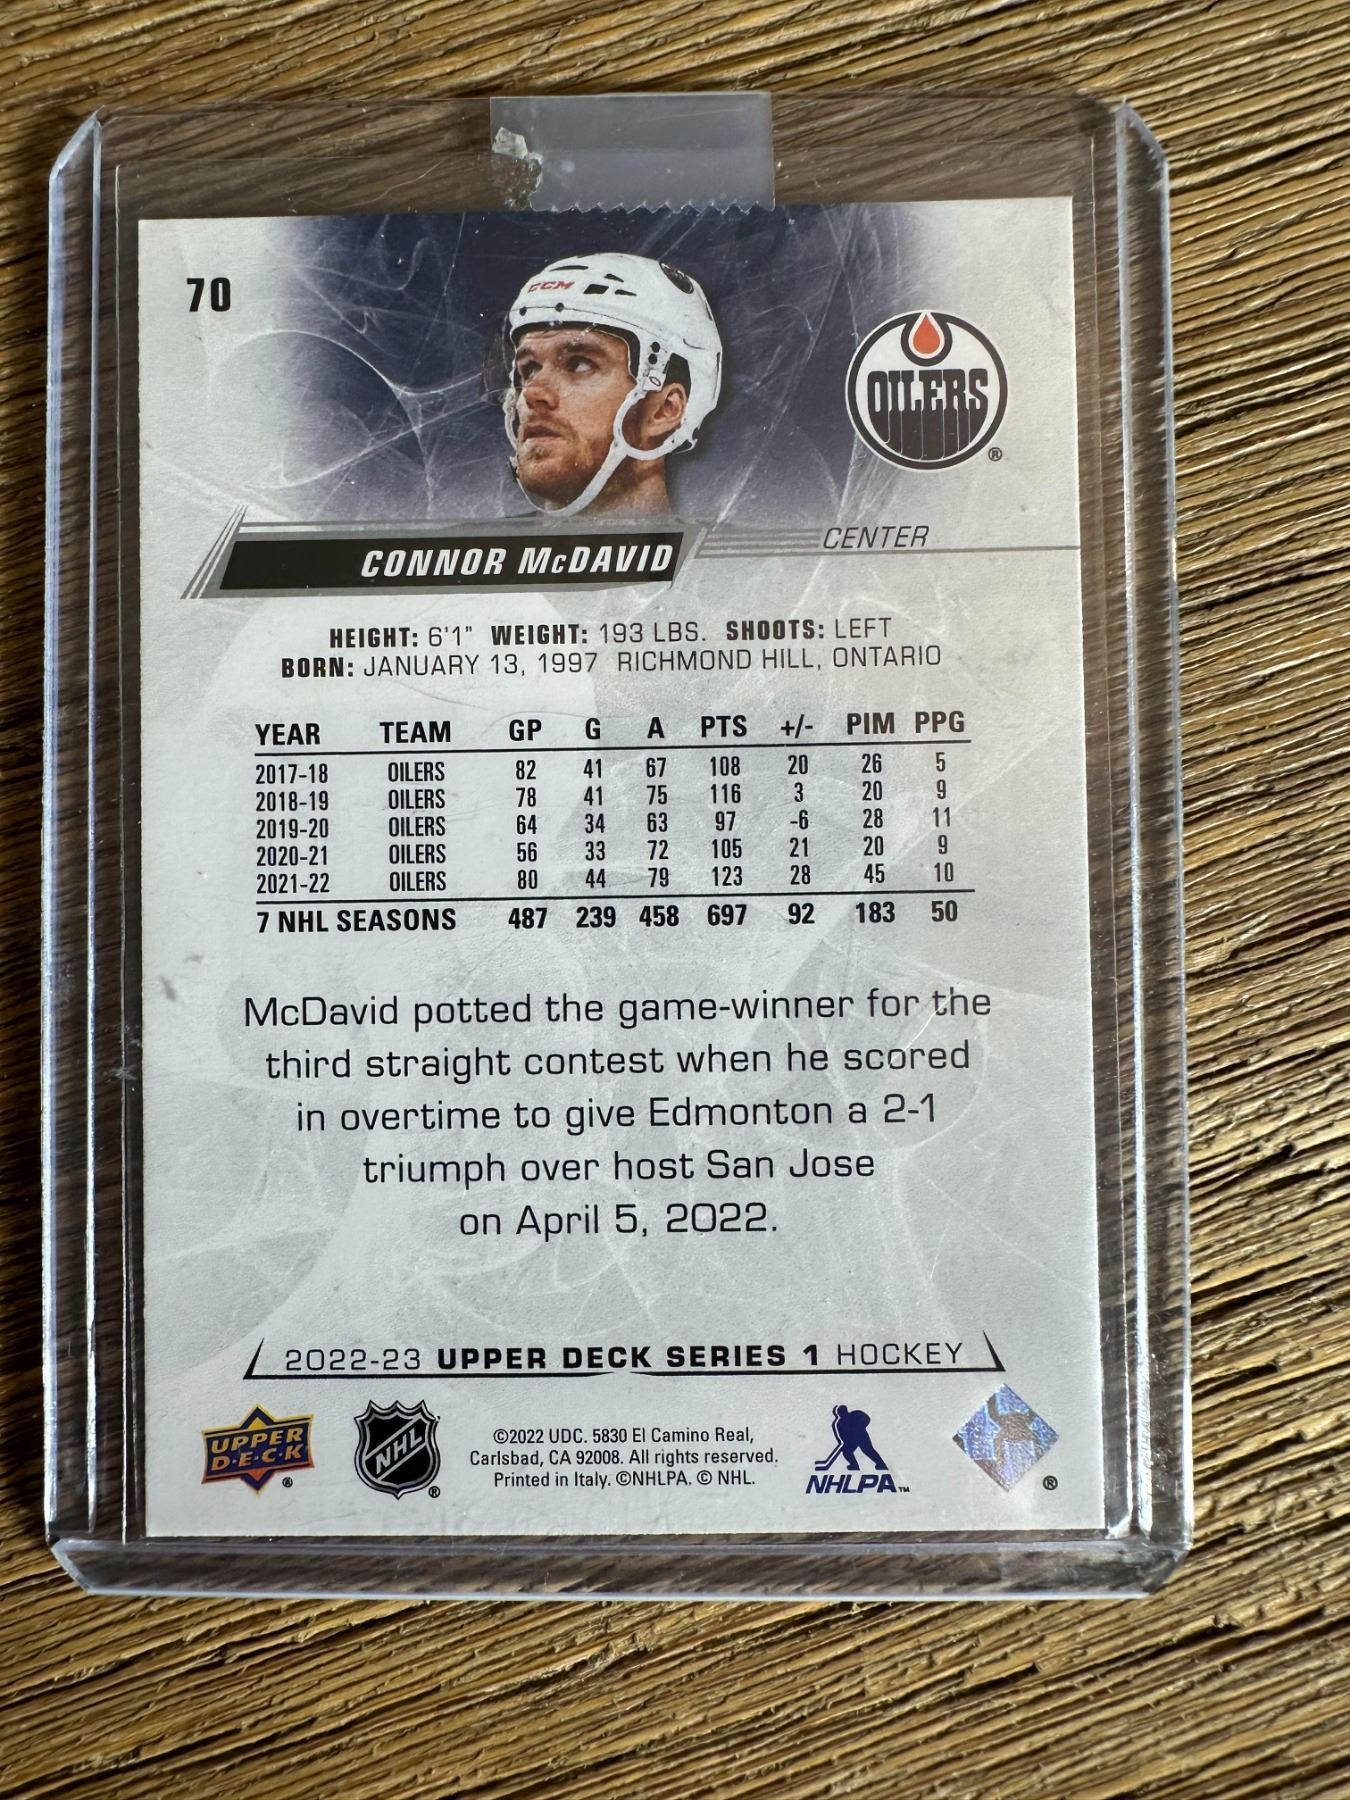 70
CCM
OILERS
®
CENTER
CONNOR McDAVID
HEIGHT: 6'1" WEIGHT: 193 LBS. SHOOTS: LEFT
BORN: JANUARY 13, 1997 RICHMOND HILL, ONTARIO
YEAR TEAM GP G A PTS +/- PIM PPG
2017-18 OILERS 82 41 67 108 20 26 5
2018-19 OILERS 78 41 75 116 3 20 9
2019-20 OILERS 64 34 63 97 -6 28 11
2020-21 OILERS 56 33 72 105 21 20 9
2021-22 OILERS 80 44 79 123 28 45 10
7 NHL SEASONS 487 239 458 697 92 183 50
McDavid potted the game-winner for the
third straight contest when he scored
in overtime to give Edmonton a 2-1
triumph over host San Jose
on April 5, 2022.
2022-23 UPPER DECK SERIES 1 HOCKEY
UPPER
D·E·C·K
®
NHL
®
©2022 UDC. 5830 El Camino Real,
Carlsbad, CA 92008. All rights reserved.
Printed in Italy. ©NHLPA. © NHL.
NHLPA™
®